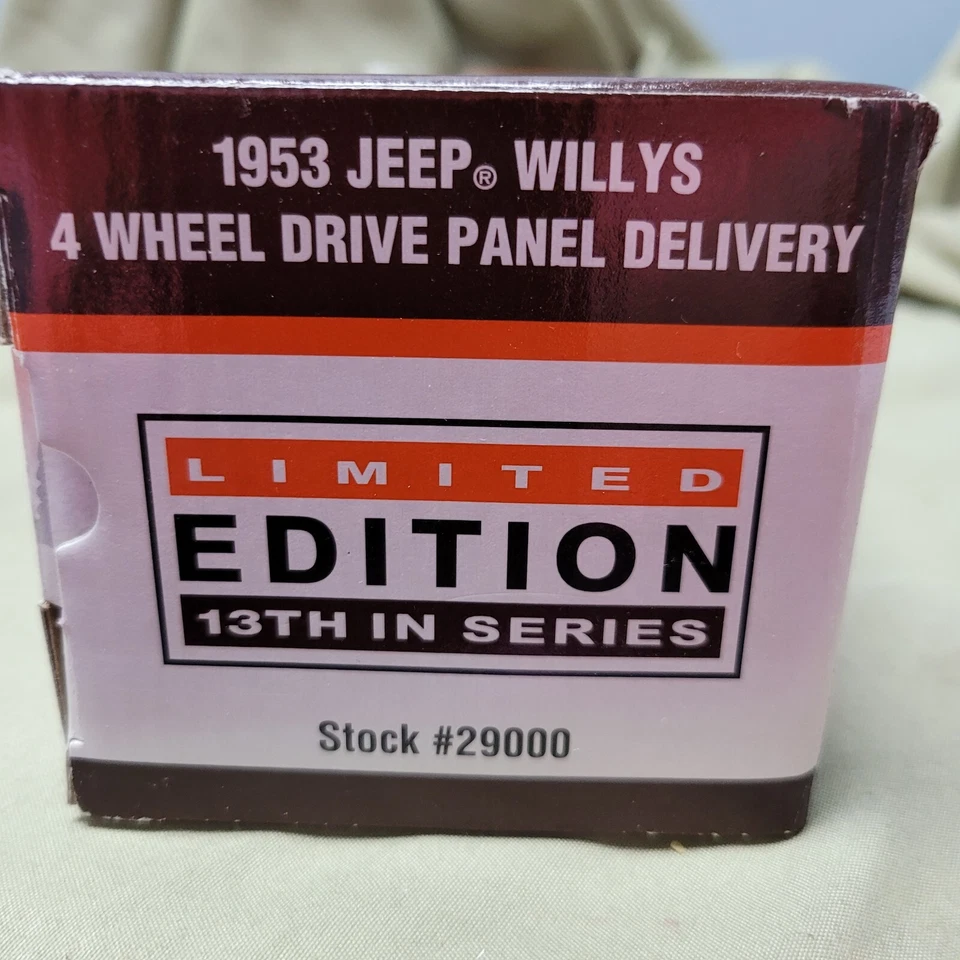 1953 JEEP® WILLYS
4 WHEEL DRIVE PANEL DELIVERY
LIMITED
EDITION
13TH IN SERIES
Stock #29000